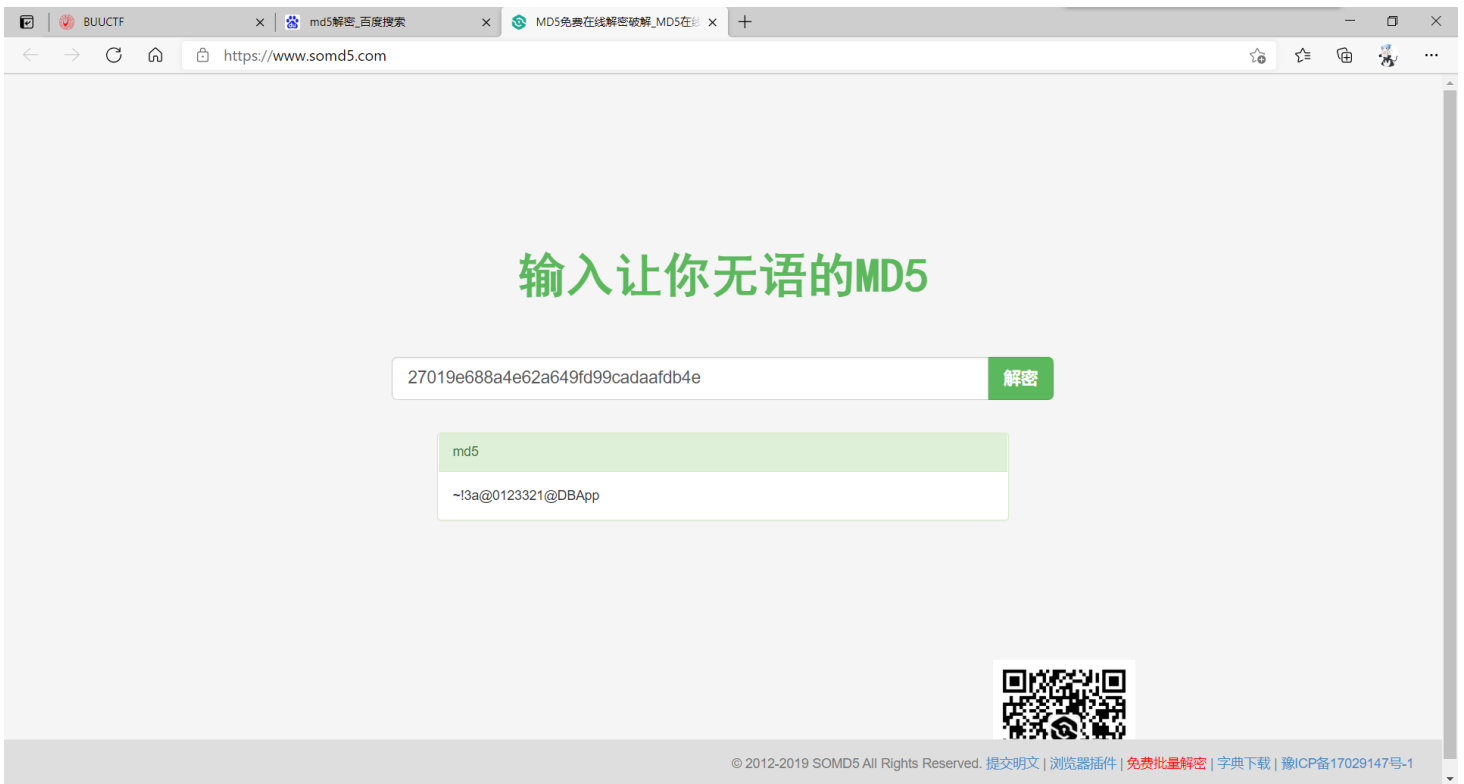 BUUCTF
md5解密_百度搜索
MD5免费在线解密破解_MD5在线
https://www.somd5.com
输入让你无语的MD5
27019e688a4e62a649fd99cadaafdb4e
解密
md5
~!3a@0123321@DBApp
© 2012-2019 SOMD5 All Rights Reserved. 提交明文 | 浏览器插件 | 免费批量解密 | 字典下载 | 豫ICP备17029147号-1